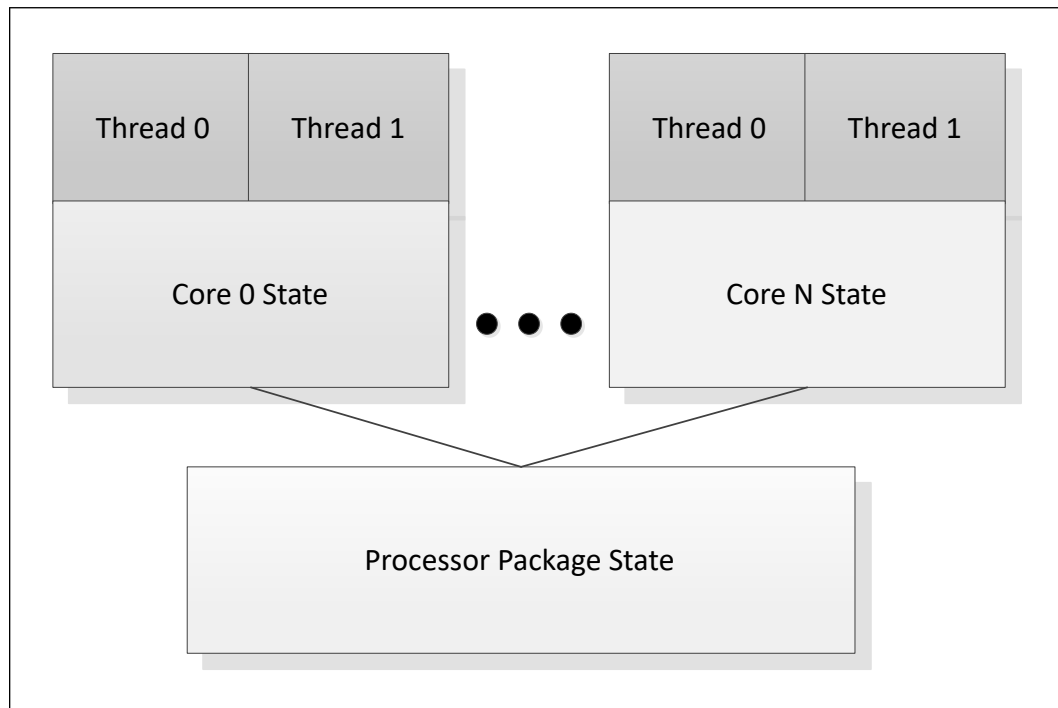 Thread 0
Thread 1
Thread 0
Thread 1
Core 0 State
Core N State
Processor Package State